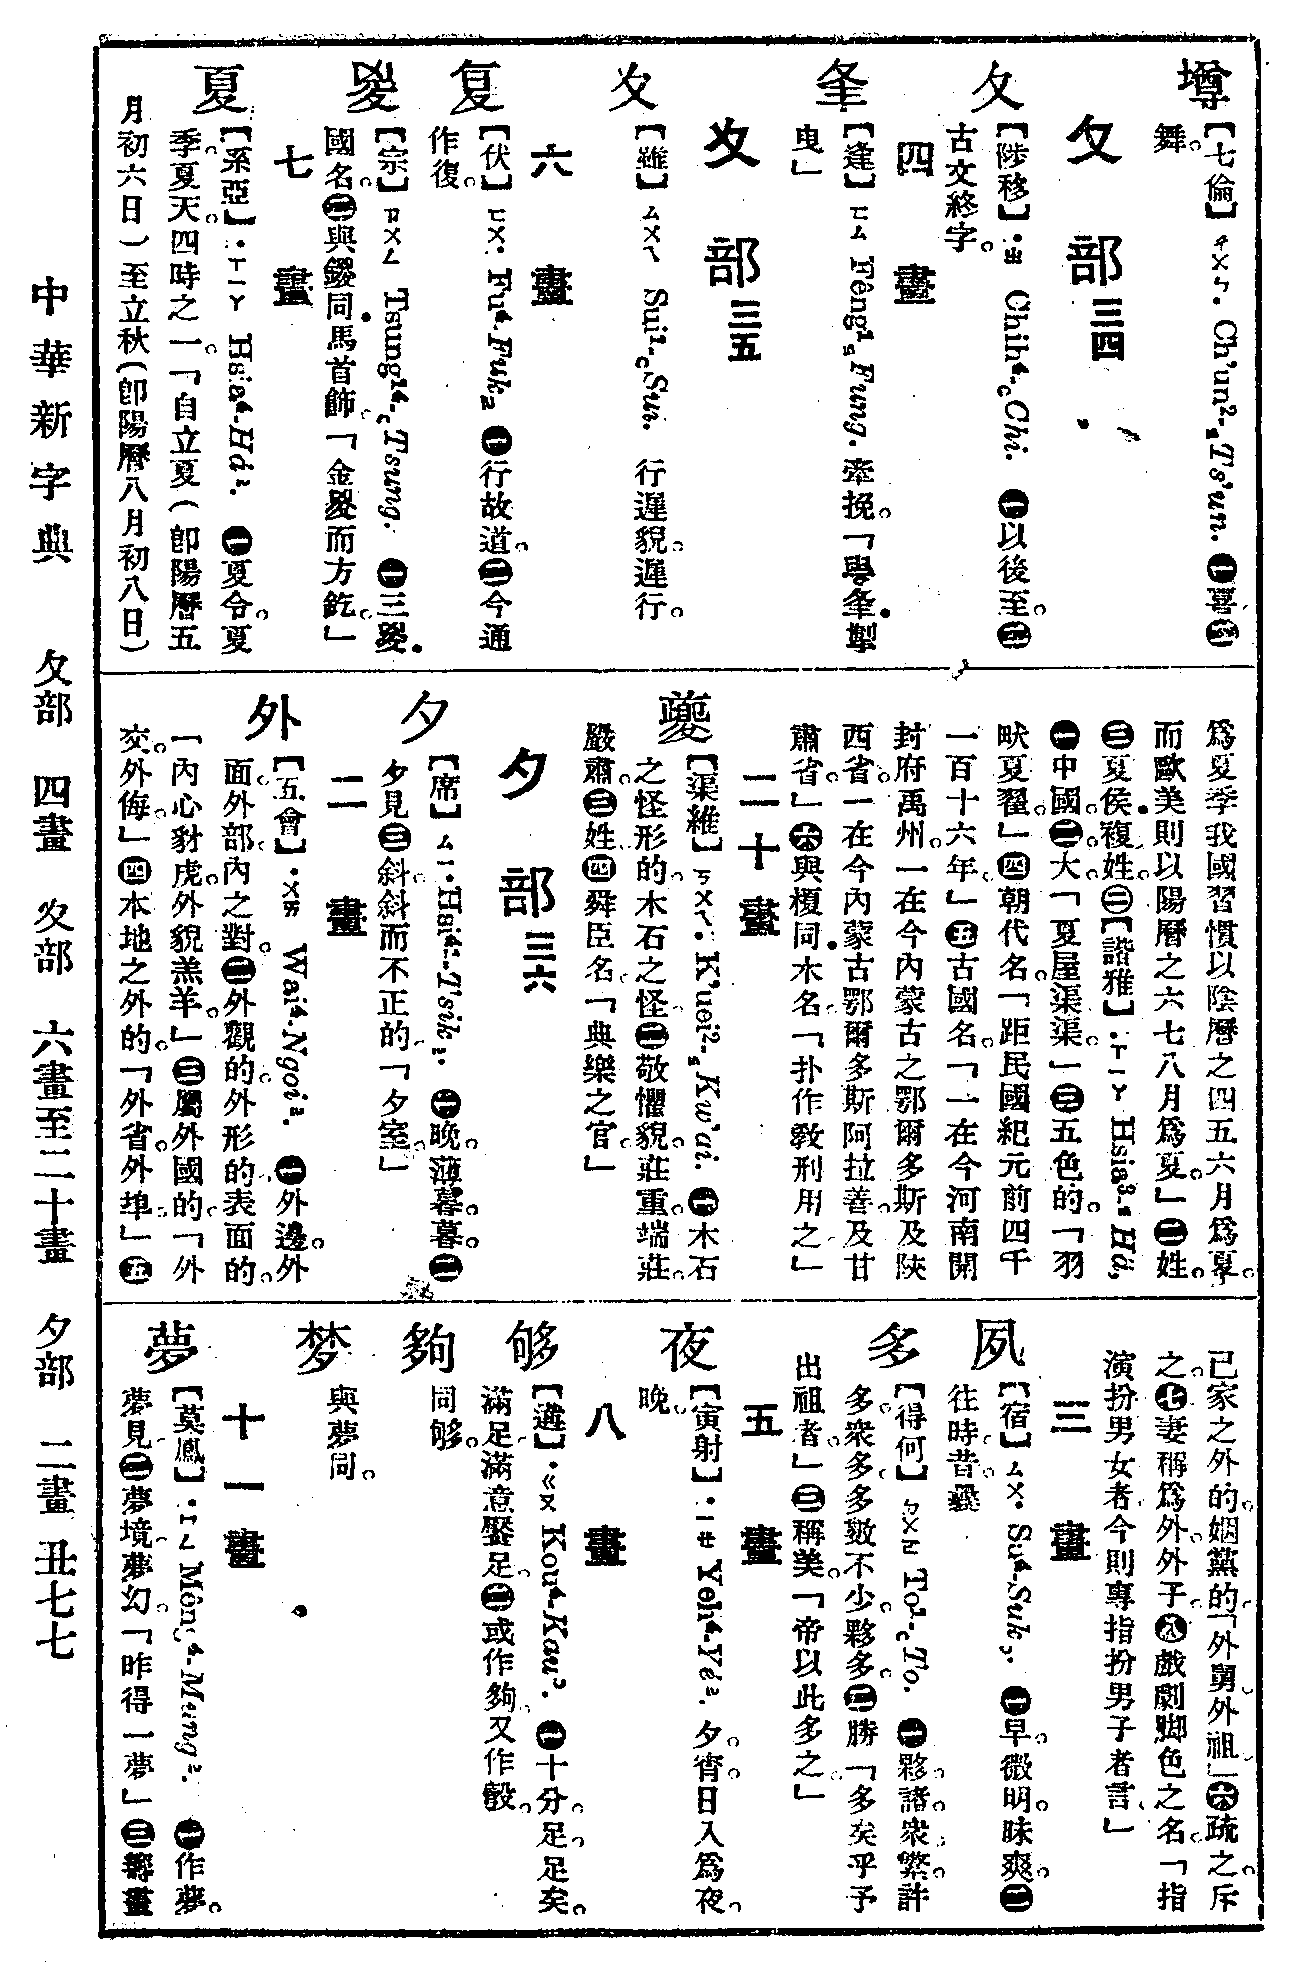 壿
【七倫】ㄘㄨㄣ. Ch'un²-₅Ts'un. ㊀喜。㊁
舞。
夂 部 三四
夂
【陟移】·ㄓ Chih⁴-꜀Chi. ㊀以後至。㊁
古文終字。
四 畫
夆
【逢】ㄈㄥ Fêng¹-₅Fung. 牽挽。「甹夆掣
曳」
夊 部 三五
夊
【雖】ㄙㄨㄟ Sui¹-꜀Sui. 行遲貌。遲行。
六 畫
复
【伏】ㄈㄨ· Fu⁴-Fuk₂ ㊀行故道。㊁今通
作復。
㚇
【宗】ㄗㄨㄥ Tsung¹⁴-꜀Tsung. ㊀三㚇。
國名。㊁與鬷同。馬首飾。「金㚇而方釳。」
七 畫
夏
【系亞】·ㄒㄧㄚ Hsia⁴-Há². ㊀夏令。夏
季。夏天。四時之一。「自立夏(卽陽曆五
月初六日)至立秋(卽陽曆八月初八日)
爲夏季我國習慣以陰曆之四五六月爲夏。
而歐美則以陽曆之六七八月爲夏。」㊁姓。
㊂夏侯。複姓。㊁【諧雅】·ㄒㄧㄚ Hsia³-⁵Há,
㊀中國。㊁大。「夏屋渠渠。」㊂五色的。「羽
畎夏翟。」㊃朝代名。「距民國紀元前四千
一百十六年。」㊄古國名。「一在今河南開
封府禹州。一在今內蒙古之鄂爾多斯及陝
西省。一在今內蒙古鄂爾多斯阿拉善。及甘
肅省。」㊅與榎同。木名。「扑作敎刑用之。」
二 十 畫
夔
【渠維】ㄎㄨㄟ. K'uei²-₅Kw'ai. ㊀木石
之怪形的。木石之怪。㊁敬懼貌。莊重。端莊。
嚴肅。㊂姓。㊃舜臣名。「典樂之官。」
夕 部 三六
夕
【席】ㄙㄧ· Hsi⁴-Tsik₂. ㊀晚。薄暮。暮。㊁
夕見。㊂斜。斜而不正的。「夕室」
二 畫
外
【五會】·ㄨㄞ Wai⁴-Ngoi². ㊀外邊。外
面。外部。內之對。㊁外觀的。外形的。表面的。
「內心豺虎。外貌羔羊。」㊂屬外國的。「外
交。外侮。」㊃本地之外的。「外省。外埠。」㊄
已家之外的。姻黨的。「外舅。外祖」㊅疏之。斥
之。㊆妻稱爲外。外子。㊇戲劇脚色之名。「指
演扮男女者。今則專指扮男子者言。」
三 畫
夙
【宿】ㄙㄨ· Su⁴-Suk₂. ㊀早。微明。昧爽。㊁
往時。昔。曩
多
【得何】ㄉㄨㄛ To¹-꜀To. ㊀夥。諸。衆。繁。許
多。衆多。多數。不少。夥多。㊁勝「多矣乎予
出祖者。」㊂稱美。「帝以此多之。」
五 畫
夜
【寅射】·ㄧㄝ Yeh⁴-Yé². 夕。宵。日入爲夜。
晚。
八 畫
够
【遘】·ㄍㄡ Kou⁴-Kau³. ㊀十分。足。足矣。
滿足。滿意。饜足。㊁或作夠。又作㝅。
夠
同够。
梦
與夢同。
十 一 畫
夢
【莫鳳】·ㄇㄥ Mêng⁴-Mung². ㊀作夢。
夢見。㊁夢境。夢幻。「昨得一夢」㊂
中華新字典　夂部　四畫　夊部　六畫至二十畫　夕部　二畫　丑七七